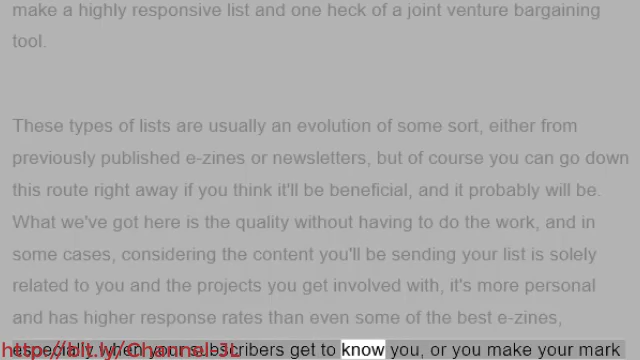 make a highly responsive list and one heck of a joint venture bargaining
tool.
These types of lists are usually an evolution of some sort, either from
previously published e-zines or newsletters, but of course you can go down
this route right away if you think it'll be beneficial, and it probably will be.
What we've got here is the quality without having to do the work, and in
some cases, considering the content you'll be sending your list is solely
related to you and the projects you get involved with, it's more personal
and has higher response rates than even some of the best e-zines,
especially when your subscribers get to know you, or you make your mark